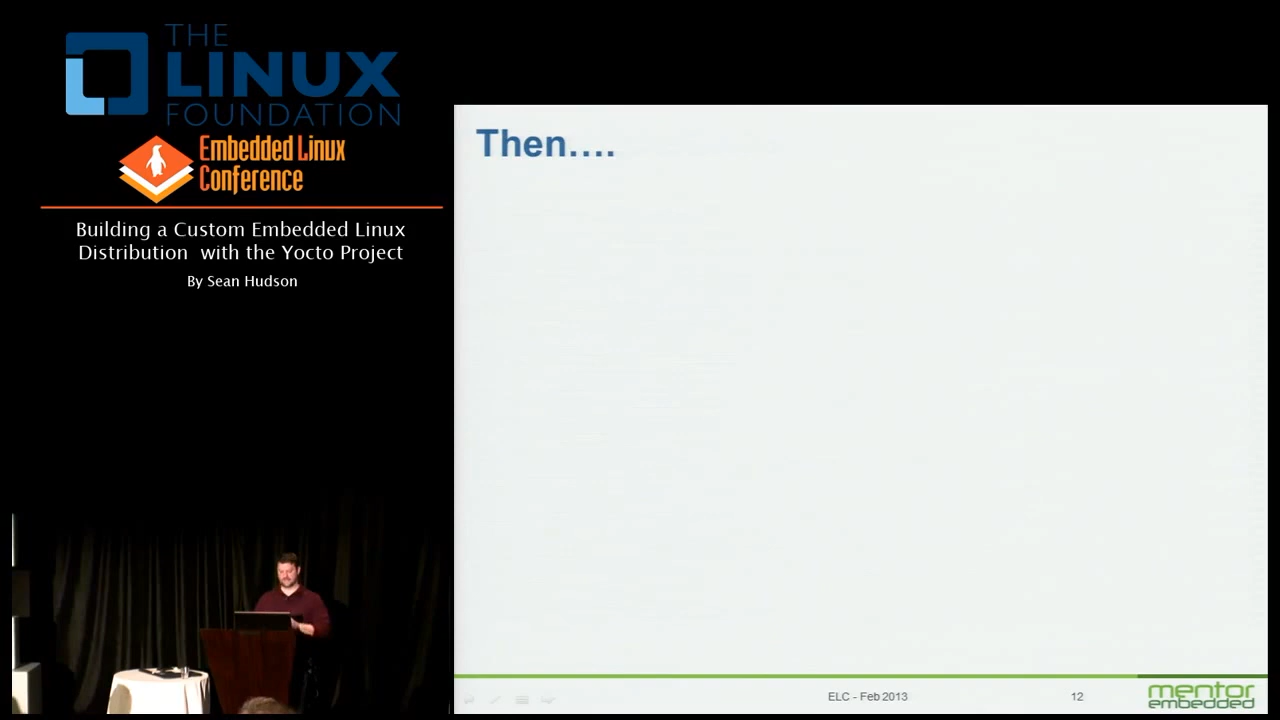 THE
LINUX
FOUNDATION
Embedded Linux
Conference
Building a Custom Embedded Linux
Distribution with the Yocto Project
By Sean Hudson
Then....
ELC - Feb 2013
12
mentor
embedded